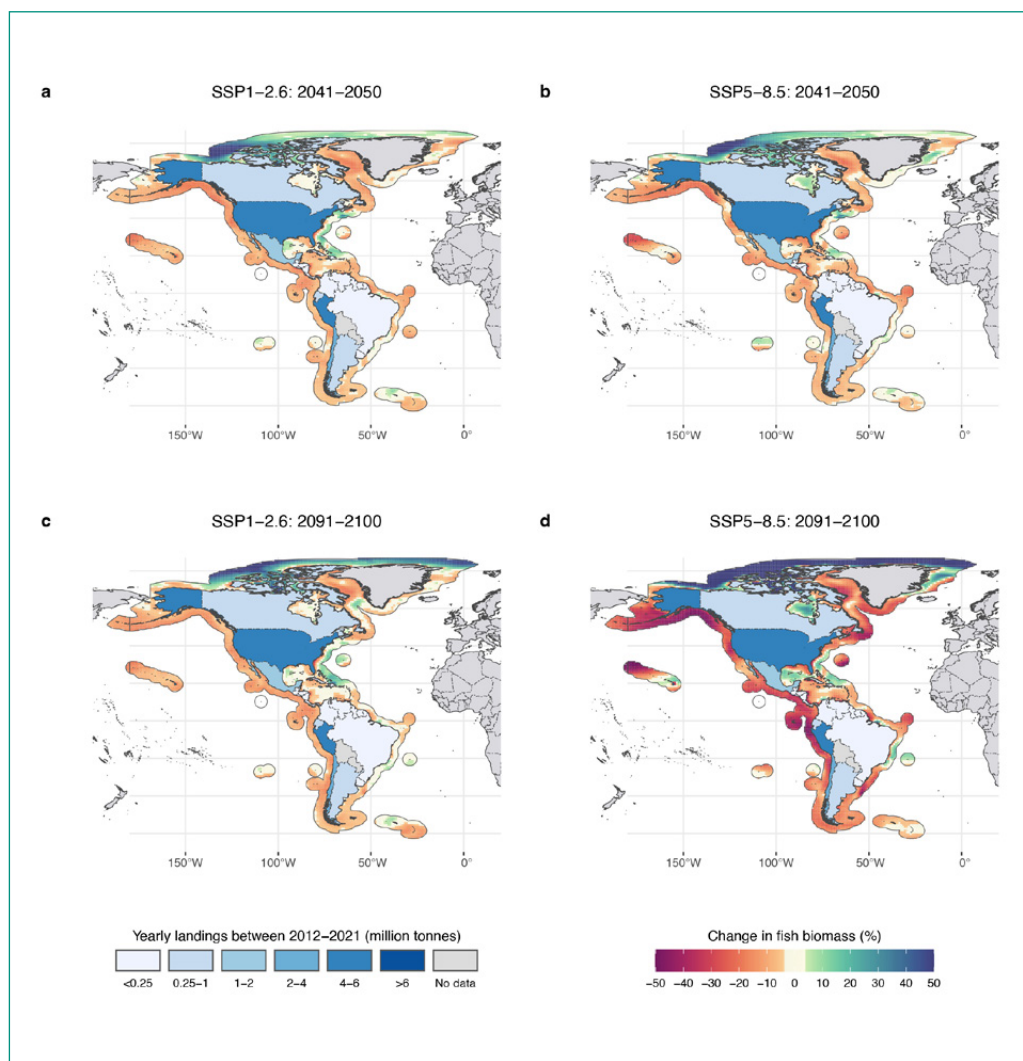 a SSP1–2.6: 2041–2050
b SSP5–8.5: 2041–2050
150°W 100°W 50°W 0°
150°W 100°W 50°W 0°
c SSP1–2.6: 2091–2100
d SSP5–8.5: 2091–2100
150°W 100°W 50°W 0°
150°W 100°W 50°W 0°
Yearly landings between 2012–2021 (million tonnes)
<0.25 0.25–1 1–2 2–4 4–6 >6 No data
Change in fish biomass (%)
−50 −40 −30 −20 −10 0 10 20 30 40 50